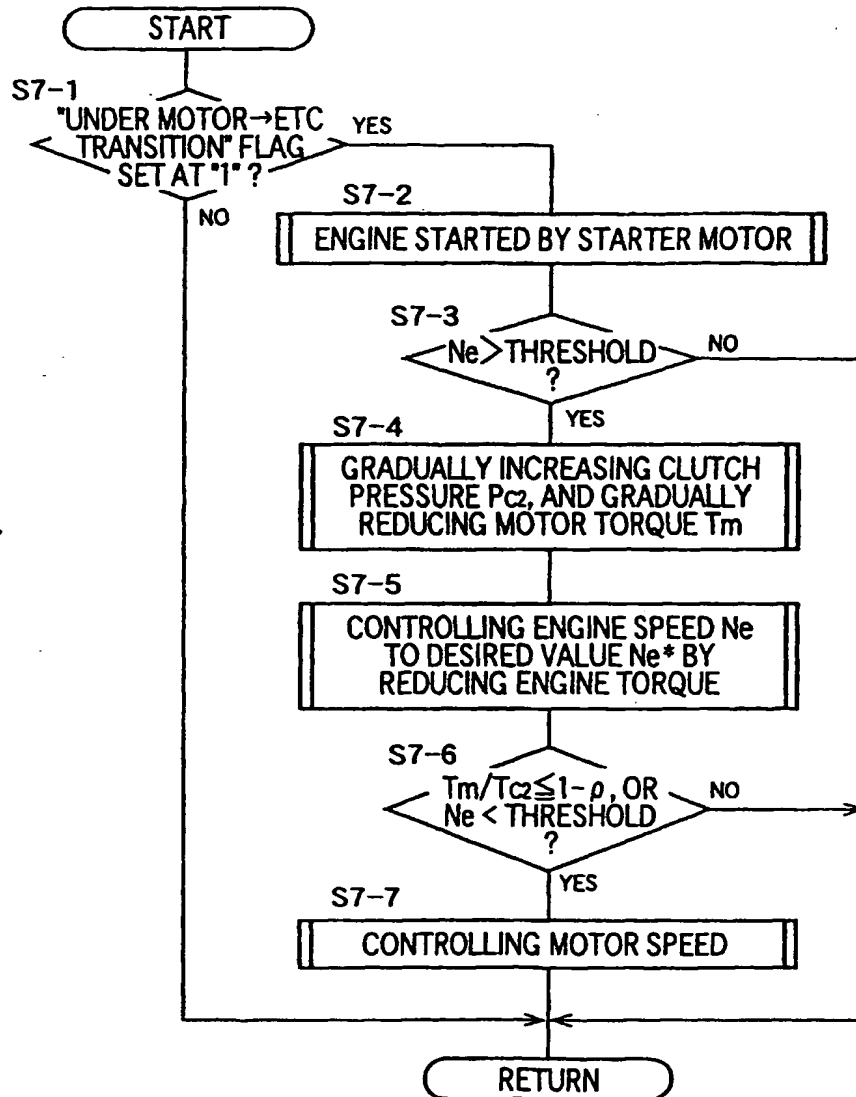 START
S7-1
"UNDER MOTOR→ETC
TRANSITION" FLAG
SET AT "1" ?
YES
NO
S7-2
ENGINE STARTED BY STARTER MOTOR
S7-3
Ne>THRESHOLD
?
NO
YES
S7-4
GRADUALLY INCREASING CLUTCH
PRESSURE PC2, AND GRADUALLY
REDUCING MOTOR TORQUE Tm
S7-5
CONTROLLING ENGINE SPEED Ne
TO DESIRED VALUE Ne* BY
REDUCING ENGINE TORQUE
S7-6
Tm/TC2≦1-ρ, OR
Ne < THRESHOLD
?
NO
YES
S7-7
CONTROLLING MOTOR SPEED
RETURN